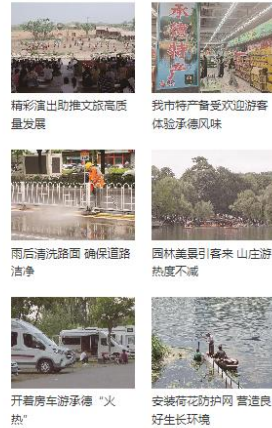 承德特产
精彩演出助推文旅高质
量发展
我市特产备受欢迎游客
体验承德风味
雨后清洗路面 确保道路
洁净
园林美景引客来 山庄游
热度不减
开着房车游承德“火
热”
安装荷花防护网 营造良
好生长环境